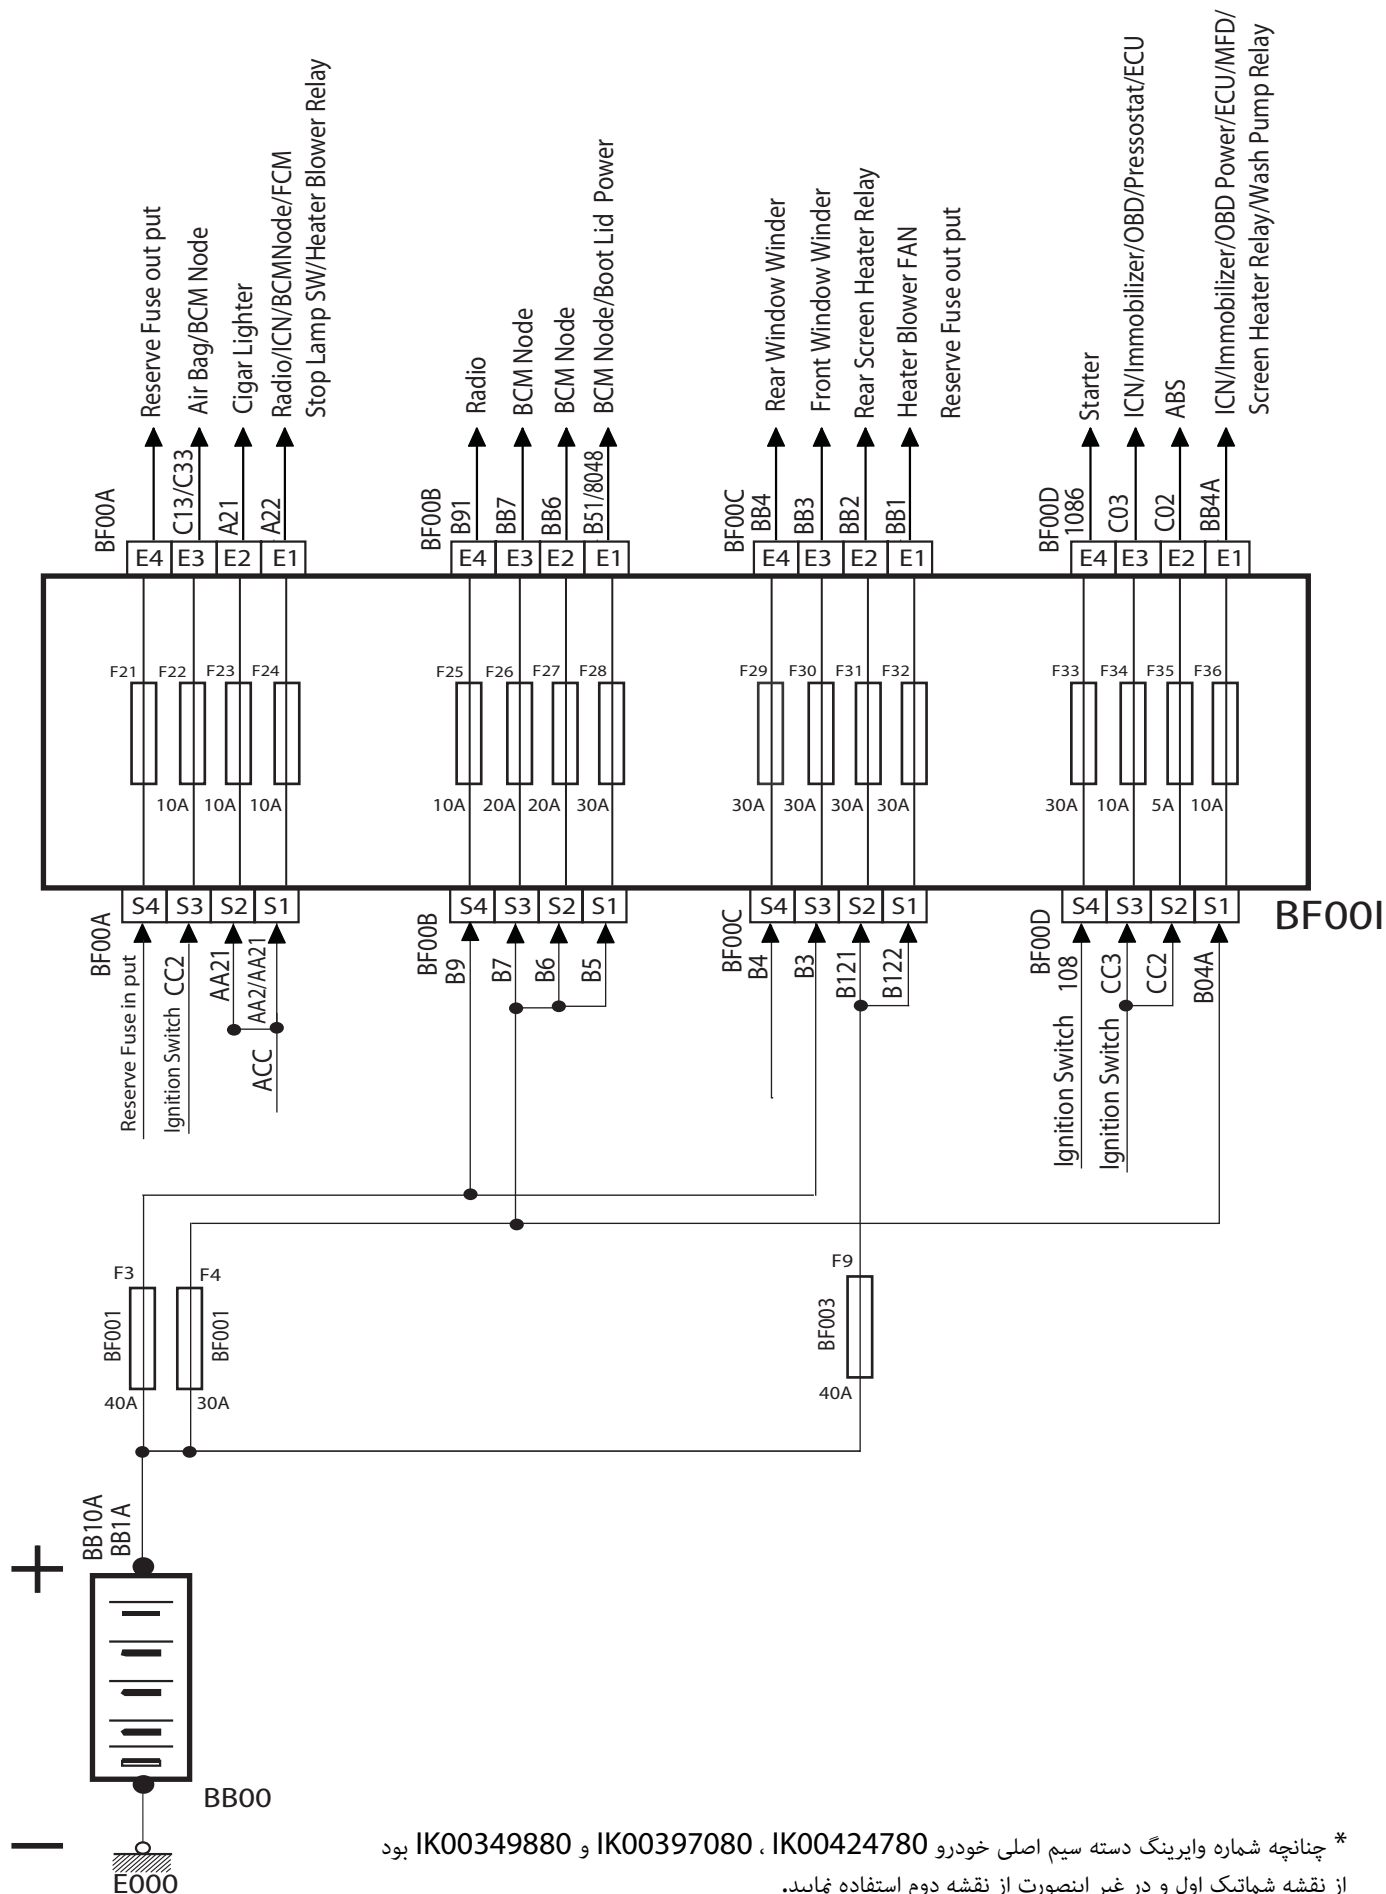 Reserve Fuse out put
Air Bag/BCM Node
Cigar Lighter
Radio/ICN/BCMNode/FCM
Stop Lamp SW/Heater Blower Relay
Radio
BCM Node
BCM Node
BCM Node/Boot Lid Power
Rear Window Winder
Front Window Winder
Rear Screen Heater Relay
Heater Blower FAN
Reserve Fuse out put
Starter
ICN/Immobilizer/OBD/Pressostat/ECU
ABS
ICN/Immobilizer/OBD Power/ECU/MFD/
Screen Heater Relay/Wash Pump Relay
BF00A
C13/C33
A21
A22
BF00B
B91
BB7
BB6
B51/8048
BF00C
BB4
BB3
BB2
BB1
BF00D
1086
C03
C02
BB4A
E4 E3 E2 E1
E4 E3 E2 E1
E4 E3 E2 E1
E4 E3 E2 E1
F21 F22 F23 F24
F25 F26 F27 F28
F29 F30 F31 F32
F33 F34 F35 F36
10A 10A 10A
10A 20A 20A 30A
30A 30A 30A 30A
30A 10A 5A 10A
S4 S3 S2 S1
S4 S3 S2 S1
S4 S3 S2 S1
S4 S3 S2 S1
BF00I
BF00A
Reserve Fuse in put
Ignition Switch CC2
AA21
AA2/AA21
ACC
BF00B
B9
B7
B6
B5
BF00C
B4
B3
B121
B122
BF00D
Ignition Switch 108
Ignition Switch CC3
CC2
B04A
F3
BF001
40A
F4
BF001
30A
F9
BF003
40A
BB10A
BB1A
+
BB00
−
E000
* چنانچه شماره وایرینگ دسته سیم اصلی خودرو IK00424780 ، IK00397080 و IK00349880 بود
از نقشه شماتیک اول و در غیر اینصورت از نقشه دوم استفاده نمایید.